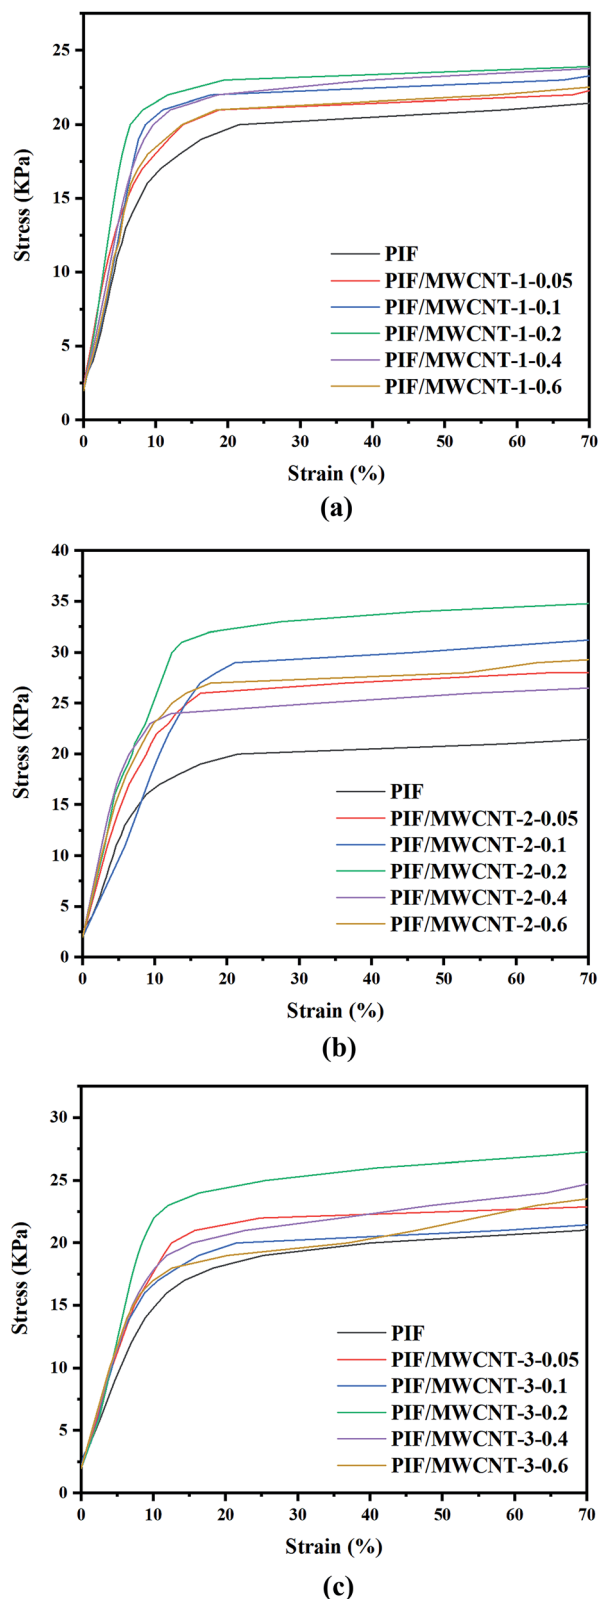 25
20
15
10
5
0
Stress (KPa)
PIF
PIF/MWCNT-1-0.05
PIF/MWCNT-1-0.1
PIF/MWCNT-1-0.2
PIF/MWCNT-1-0.4
PIF/MWCNT-1-0.6
0 10 20 30 40 50 60 70
Strain (%)
(a)
40
35
30
25
20
15
10
5
0
Stress (KPa)
PIF
PIF/MWCNT-2-0.05
PIF/MWCNT-2-0.1
PIF/MWCNT-2-0.2
PIF/MWCNT-2-0.4
PIF/MWCNT-2-0.6
0 10 20 30 40 50 60 70
Strain (%)
(b)
30
25
20
15
10
5
0
Stress (KPa)
PIF
PIF/MWCNT-3-0.05
PIF/MWCNT-3-0.1
PIF/MWCNT-3-0.2
PIF/MWCNT-3-0.4
PIF/MWCNT-3-0.6
0 10 20 30 40 50 60 70
Strain (%)
(c)